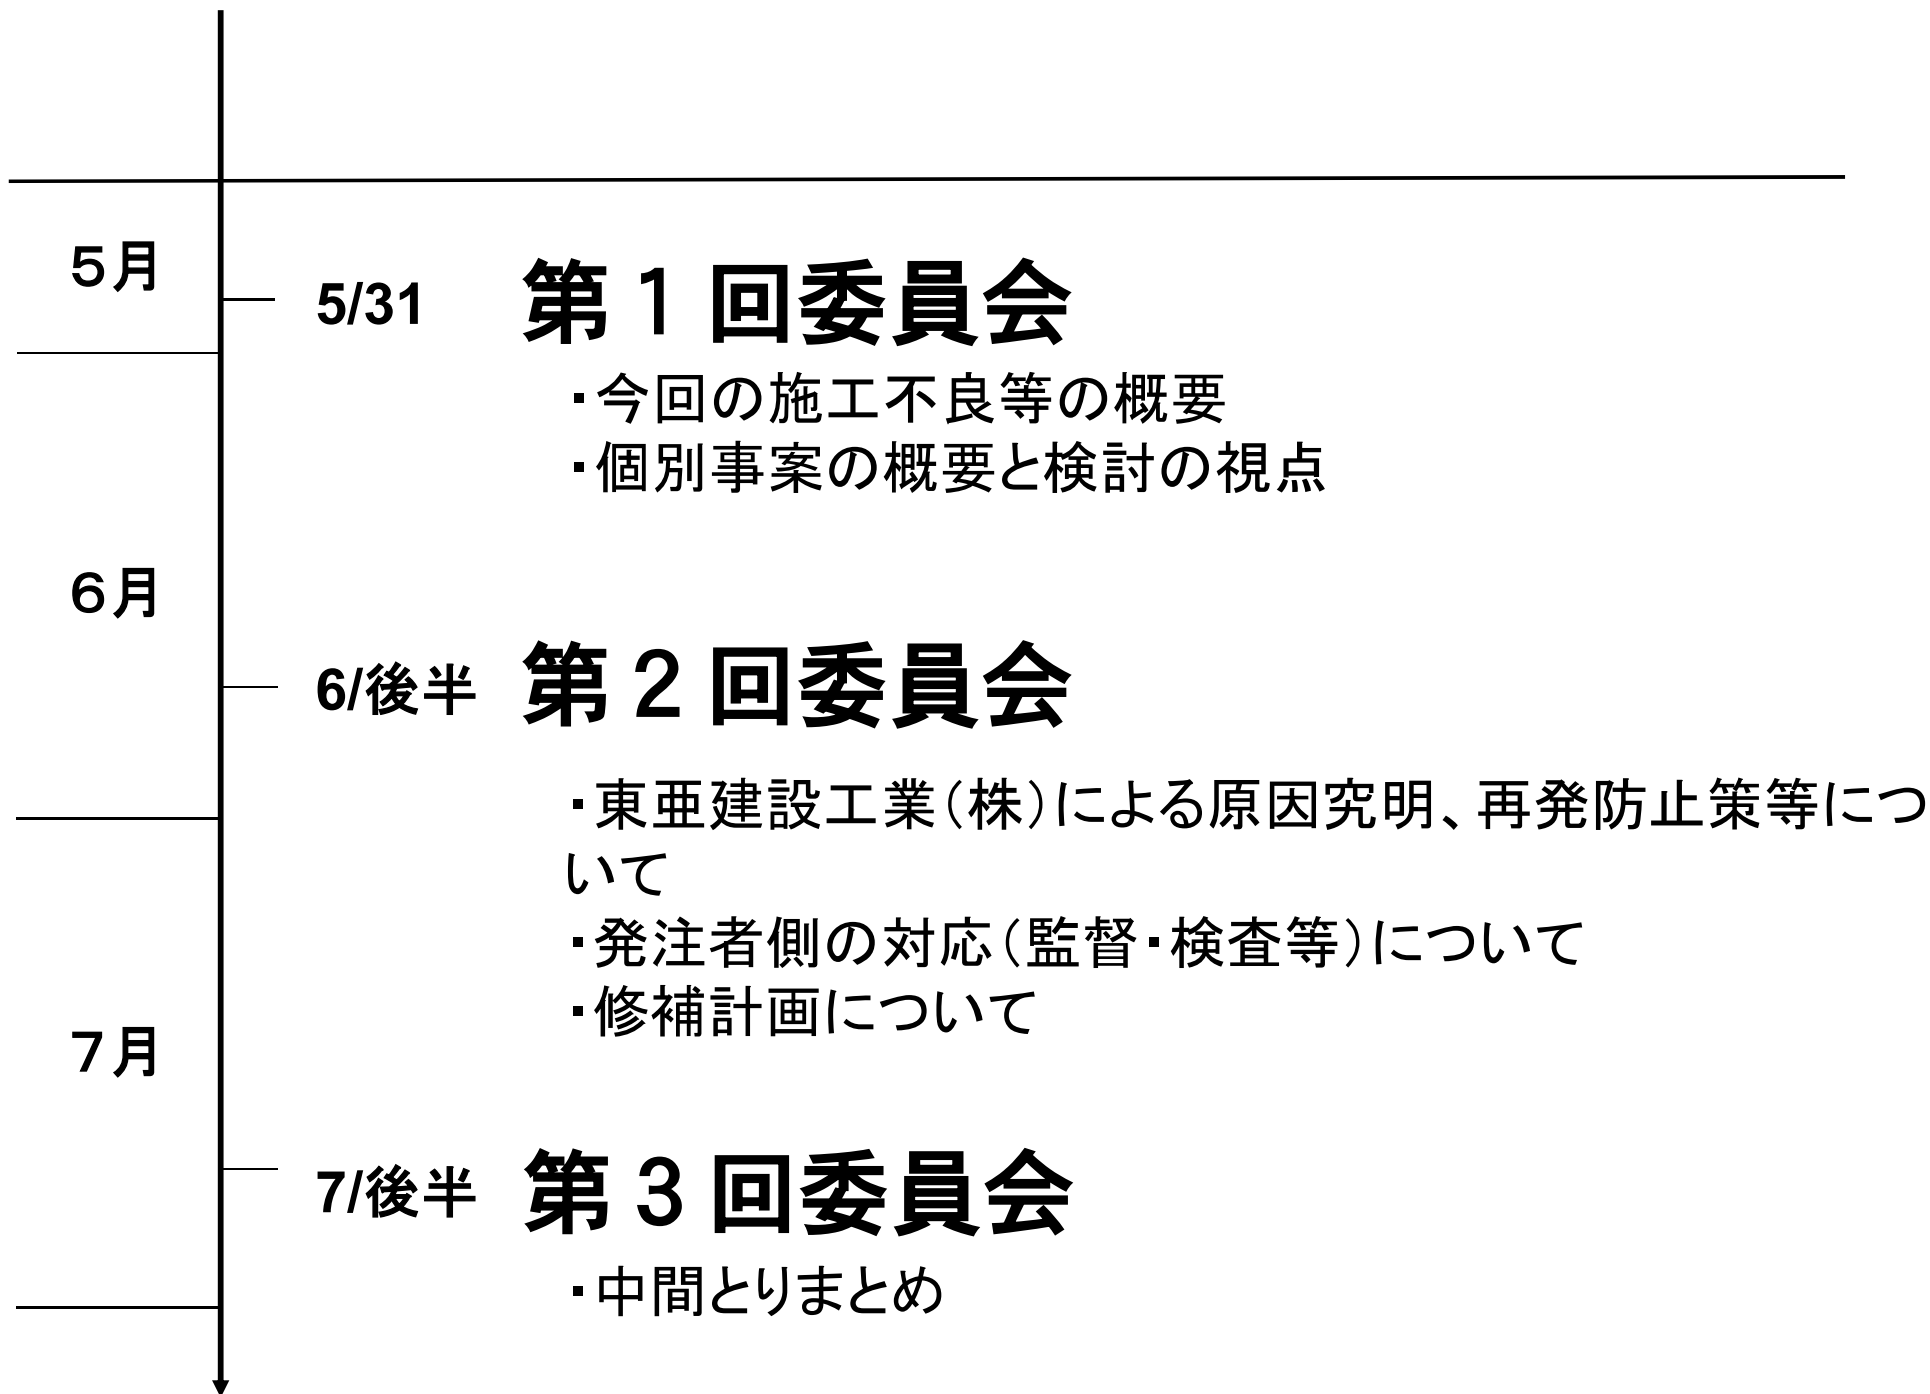 ５月
5/31
第１回委員会
・今回の施工不良等の概要
・個別事案の概要と検討の視点
６月
6/後半
第２回委員会
・東亜建設工業（株）による原因究明、再発防止策等につ
いて
・発注者側の対応（監督・検査等）について
・修補計画について
７月
7/後半
第３回委員会
・中間とりまとめ